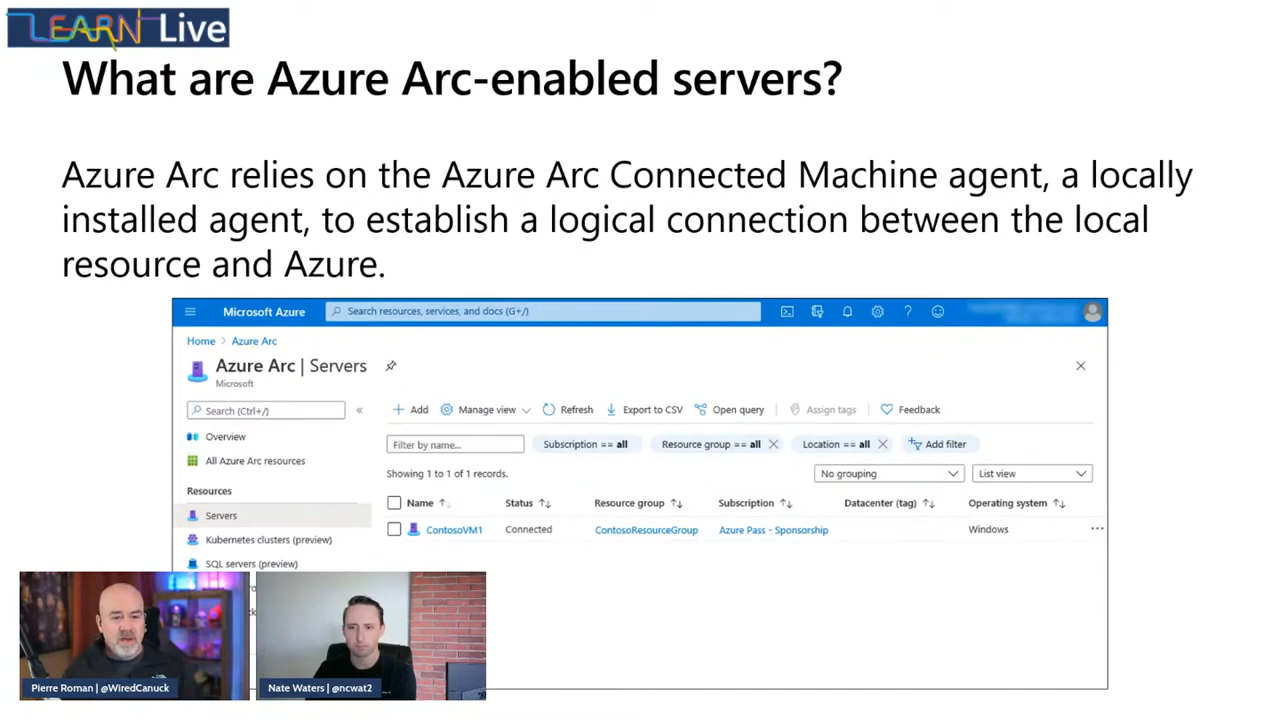 LEARN Live
What are Azure Arc-enabled servers?
Azure Arc relies on the Azure Arc Connected Machine agent, a locally
installed agent, to establish a logical connection between the local
resource and Azure.
Microsoft Azure
Search resources, services, and docs (G+/)
Home > Azure Arc
Azure Arc | Servers
Microsoft
Search (Ctrl+/)
«
Add
Manage view
Refresh
Export to CSV
Open query
Assign tags
Feedback
Overview
Filter by name...
Subscription == all
Resource group == all
Location == all
Add filter
All Azure Arc resources
Showing 1 to 1 of 1 records.
No grouping
List view
Resources
Name
Status
Resource group
Subscription
Datacenter (tag)
Operating system
Servers
ContosoVM1
Connected
ContosoResourceGroup
Azure Pass - Sponsorship
Windows
Kubernetes clusters (preview)
SQL servers (preview)
Pierre Roman | @WiredCanuck
Nate Waters | @ncwat2